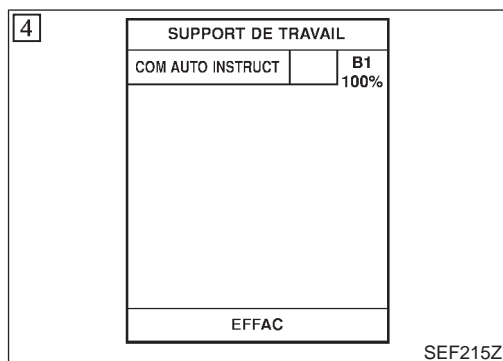 4
SUPPORT DE TRAVAIL
COM AUTO INSTRUCT B1
100%
EFFAC
SEF215Z